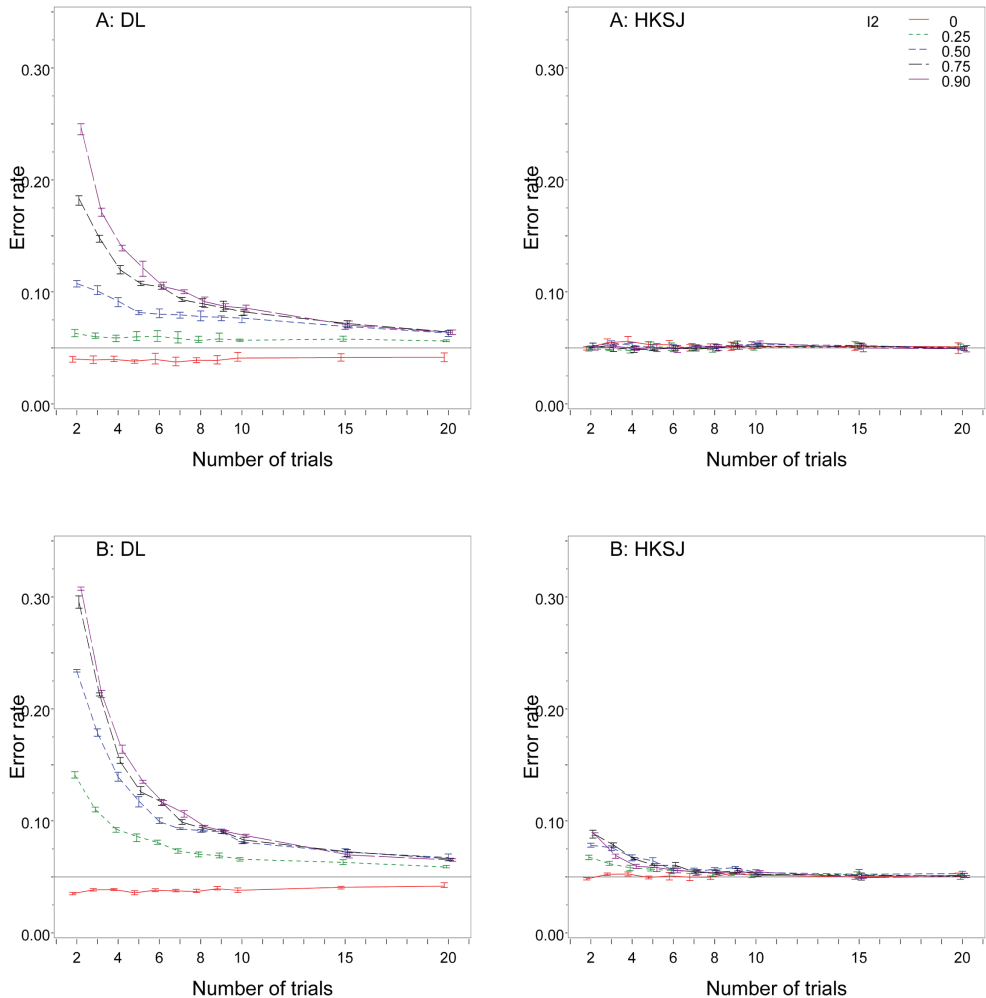 A: DL
0.30
0.20
0.10
0.00
Error rate
2 4 6 8 10 15 20
Number of trials
A: HKSJ
I2
0
0.25
0.50
0.75
0.90
0.30
0.20
0.10
0.00
Error rate
2 4 6 8 10 15 20
Number of trials
B: DL
0.30
0.20
0.10
0.00
Error rate
2 4 6 8 10 15 20
Number of trials
B: HKSJ
0.30
0.20
0.10
0.00
Error rate
2 4 6 8 10 15 20
Number of trials